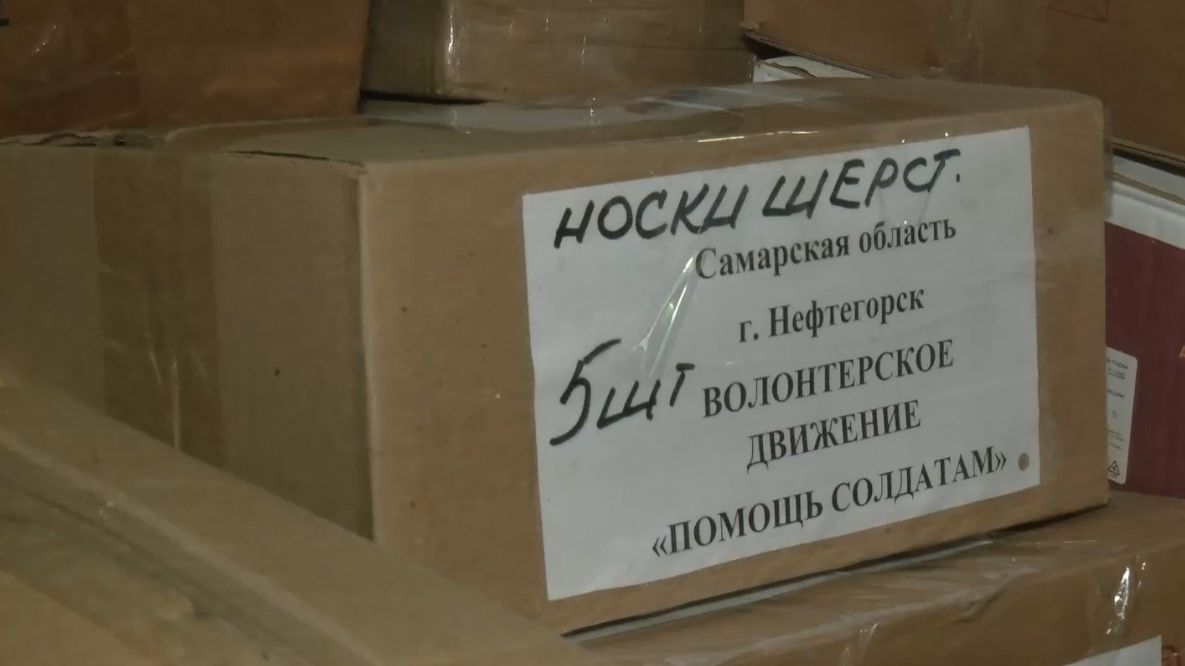 НОСКИ ШЕРСТ.
Самарская область
г. Нефтегорск
5шт
ВОЛОНТЕРСКОЕ
ДВИЖЕНИЕ
«ПОМОЩЬ СОЛДАТАМ»